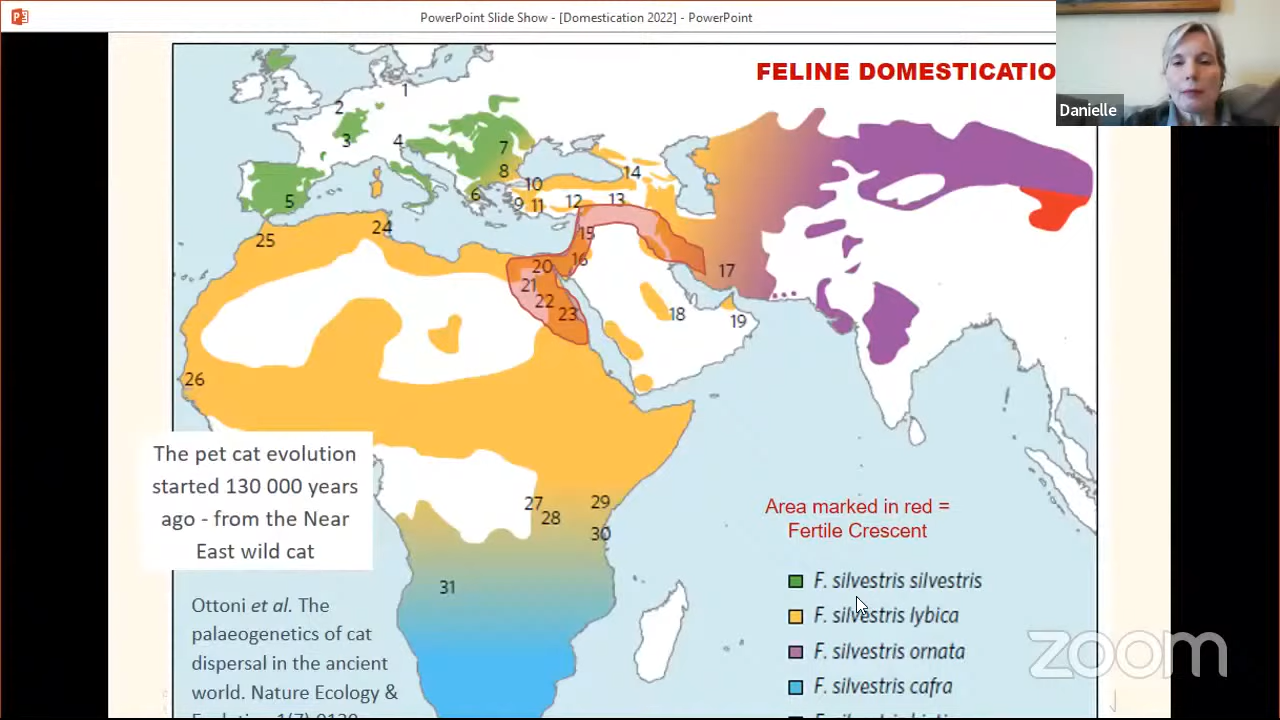 PowerPoint Slide Show - [Domestication 2022] - PowerPoint
FELINE DOMESTICATIO
Danielle
1
2
3
4
7
8
14
5
6
10
9
11
12
13
24
25
15
16
20
17
21
22
23
18
19
26
The pet cat evolution
started 130 000 years
ago - from the Near
East wild cat
27
28
29
30
31
Area marked in red =
Fertile Crescent
F. silvestris silvestris
F. silvestris lybica
F. silvestris ornata
F. silvestris cafra
Ottoni et al. The
palaeogenetics of cat
dispersal in the ancient
world. Nature Ecology &
zoom